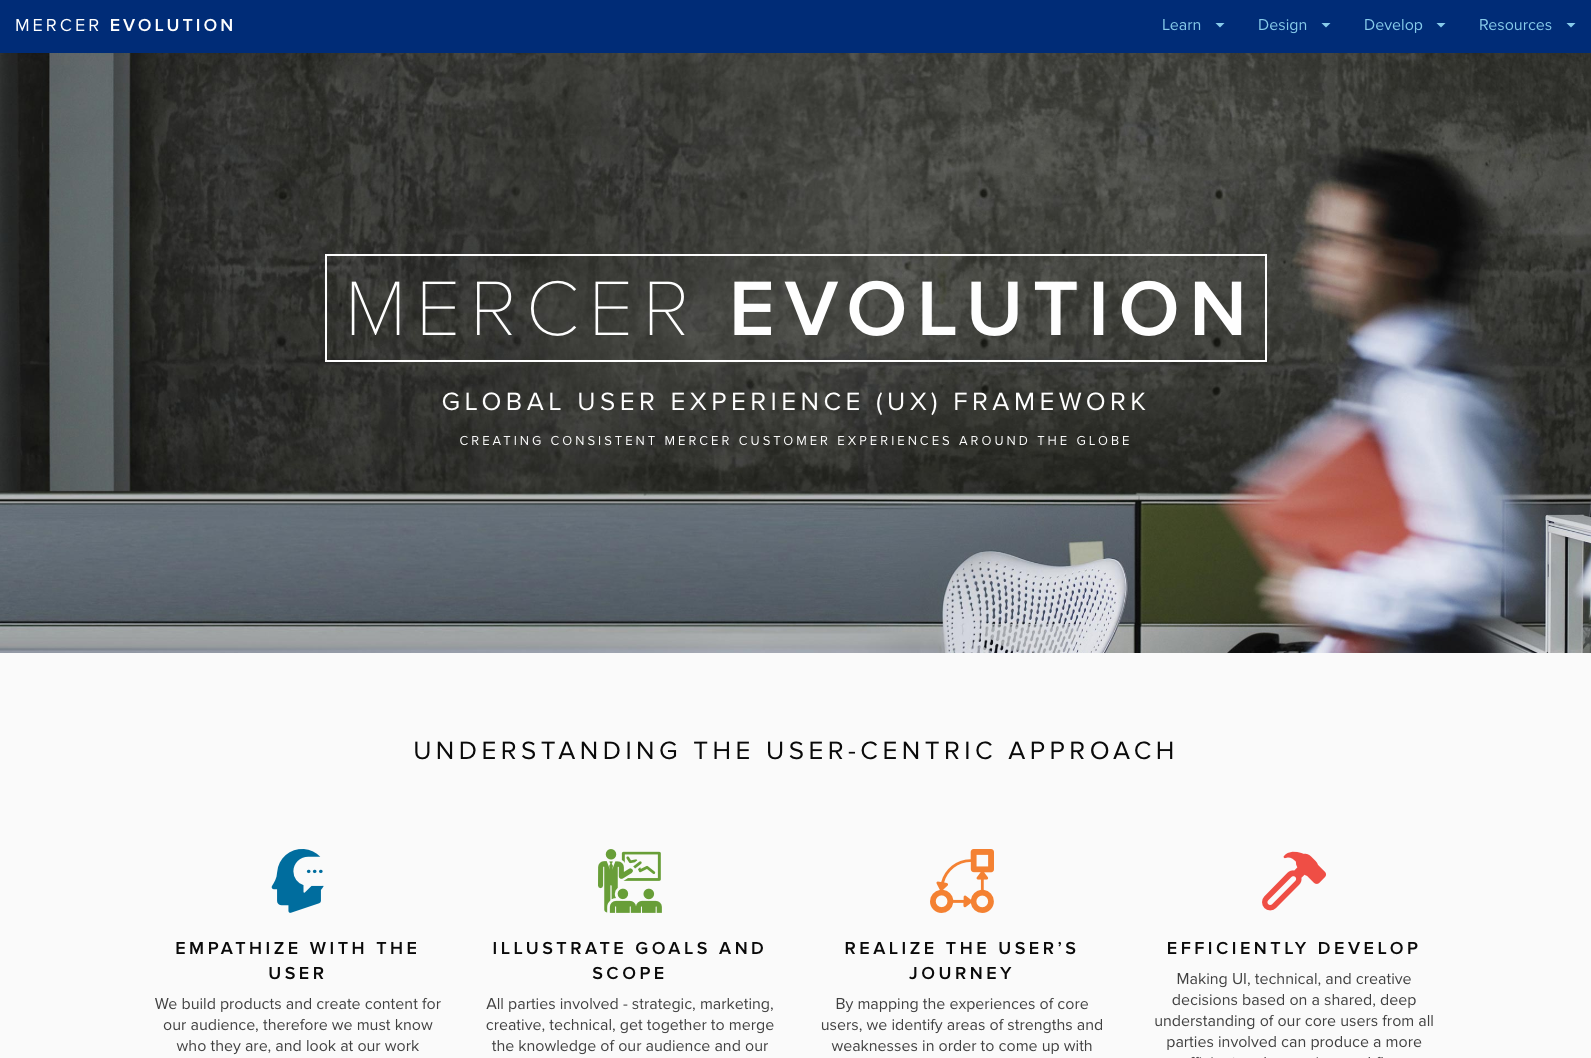 MERCER EVOLUTION
Learn
Design
Develop
Resources
MERCER EVOLUTION
GLOBAL USER EXPERIENCE (UX) FRAMEWORK
CREATING CONSISTENT MERCER CUSTOMER EXPERIENCES AROUND THE GLOBE
UNDERSTANDING THE USER-CENTRIC APPROACH
EMPATHIZE WITH THE
USER
We build products and create content for
our audience, therefore we must know
who they are, and look at our work
ILLUSTRATE GOALS AND
SCOPE
All parties involved - strategic, marketing,
creative, technical, get together to merge
the knowledge of our audience and our
REALIZE THE USER’S
JOURNEY
By mapping the experiences of core
users, we identify areas of strengths and
weaknesses in order to come up with
EFFICIENTLY DEVELOP
Making UI, technical, and creative
decisions based on a shared, deep
understanding of our core users from all
parties involved can produce a more